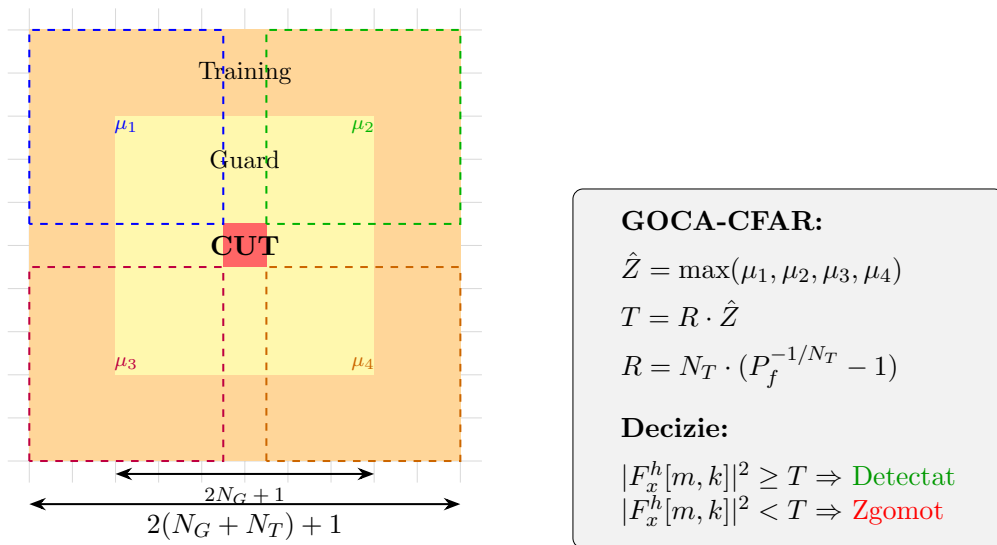 Training
μ₁
μ₂
Guard
CUT
μ₃
μ₄
2N_G + 1
2(N_G + N_T) + 1
GOCA-CFAR:
Ẑ = max(μ₁, μ₂, μ₃, μ₄)
T = R · Ẑ
R = N_T · (P_f^{-1/N_T} − 1)
Decizie:
|F_x^h[m, k]|² ≥ T ⇒ Detectat
|F_x^h[m, k]|² < T ⇒ Zgomot